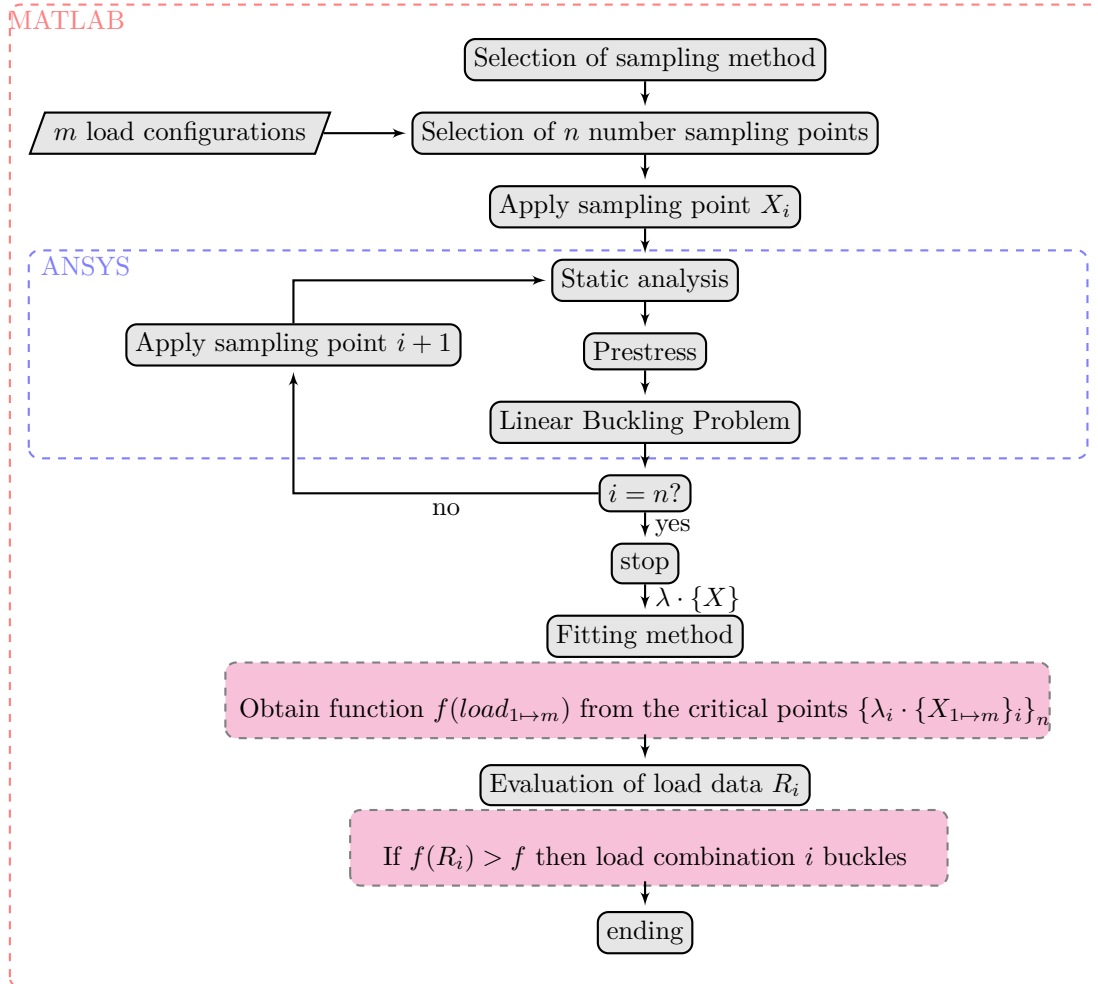 MATLAB
Selection of sampling method
m load configurations
Selection of n number sampling points
Apply sampling point X_i
ANSYS
Static analysis
Apply sampling point i + 1
Prestress
Linear Buckling Problem
i = n?
no
yes
stop
λ · {X}
Fitting method
Obtain function f(load_{1↦m}) from the critical points {λ_i · {X_{1↦m}}_i}_n
Evaluation of load data R_i
If f(R_i) > f then load combination i buckles
ending